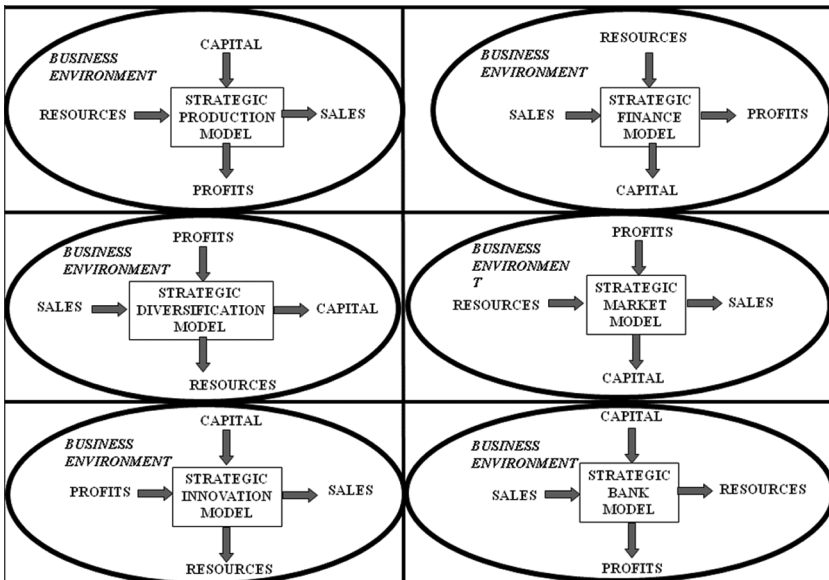 CAPITAL
BUSINESS
ENVIRONMENT
RESOURCES
STRATEGIC
PRODUCTION
MODEL
SALES
PROFITS
RESOURCES
BUSINESS
ENVIRONMENT
SALES
STRATEGIC
FINANCE
MODEL
PROFITS
CAPITAL
PROFITS
BUSINESS
ENVIRONMENT
SALES
STRATEGIC
DIVERSIFICATION
MODEL
CAPITAL
RESOURCES
PROFITS
BUSINESS
ENVIRONMEN
T
RESOURCES
STRATEGIC
MARKET
MODEL
SALES
CAPITAL
CAPITAL
BUSINESS
ENVIRONMENT
PROFITS
STRATEGIC
INNOVATION
MODEL
SALES
RESOURCES
CAPITAL
BUSINESS
ENVIRONMENT
SALES
STRATEGIC
BANK
MODEL
RESOURCES
PROFITS